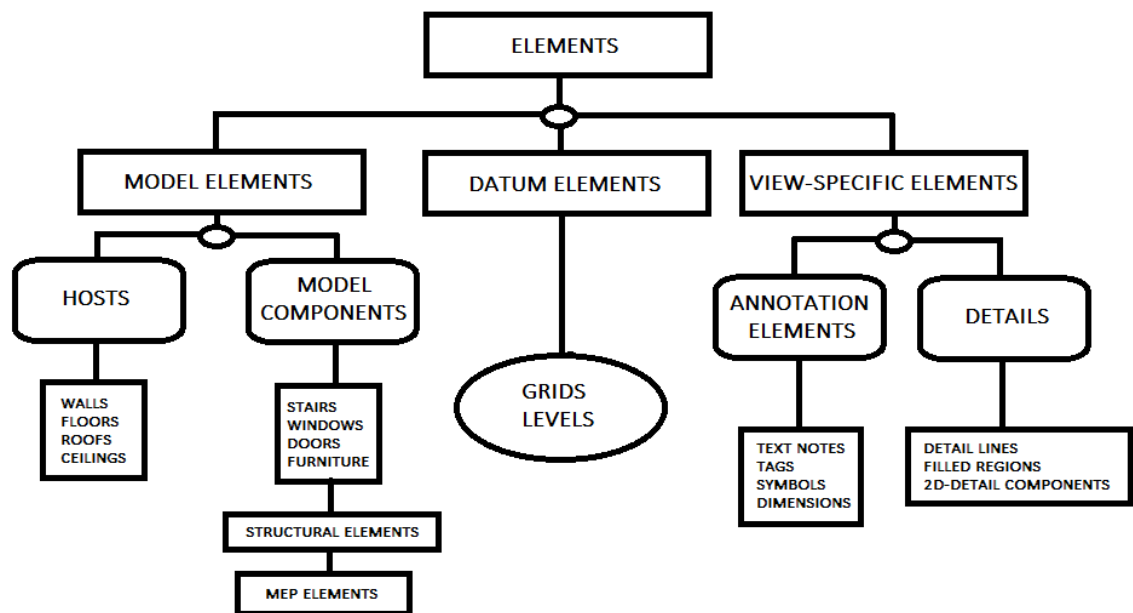 ELEMENTS
MODEL ELEMENTS
DATUM ELEMENTS
VIEW-SPECIFIC ELEMENTS
HOSTS
MODEL
COMPONENTS
ANNOTATION
ELEMENTS
DETAILS
WALLS
FLOORS
ROOFS
CEILINGS
STAIRS
WINDOWS
DOORS
FURNITURE
GRIDS
LEVELS
TEXT NOTES
TAGS
SYMBOLS
DIMENSIONS
DETAIL LINES
FILLED REGIONS
2D-DETAIL COMPONENTS
STRUCTURAL ELEMENTS
MEP ELEMENTS